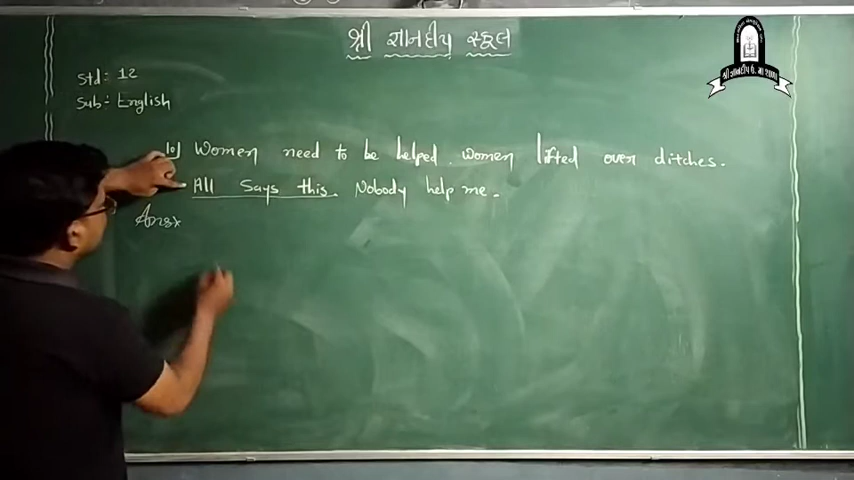 શ્રી જ્ઞાનદીપ સ્કૂલ
Std: 12
Sub:- English
10] Women need to be helped. Women lifted over ditches.
All Says this. Nobody help me.
Ans: